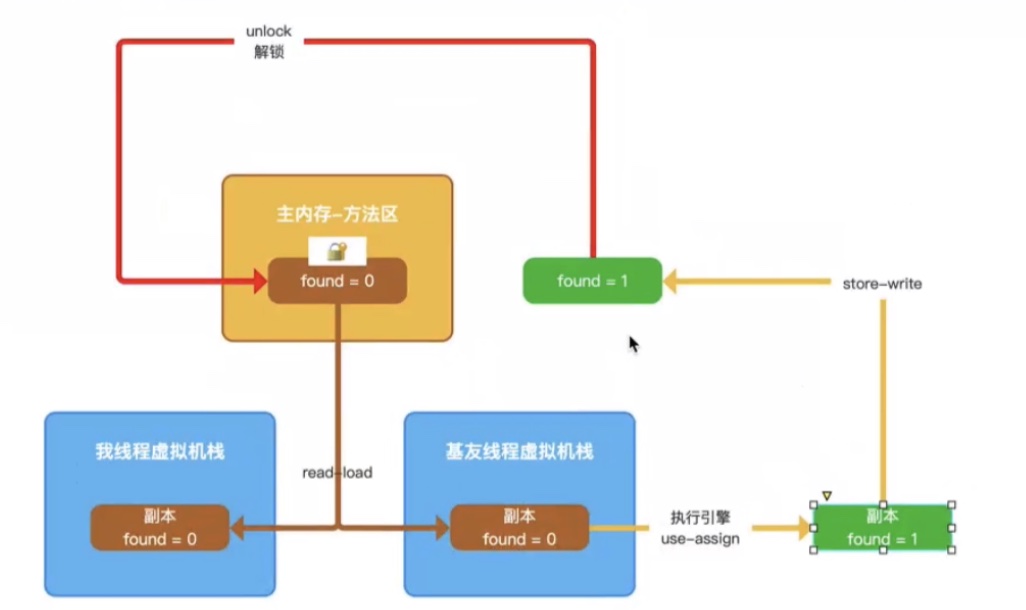 unlock
解锁
主内存-方法区
found = 0
found = 1
store-write
我线程虚拟机栈
基友线程虚拟机栈
read-load
副本
found = 0
副本
found = 0
执行引擎
use-assign
副本
found = 1